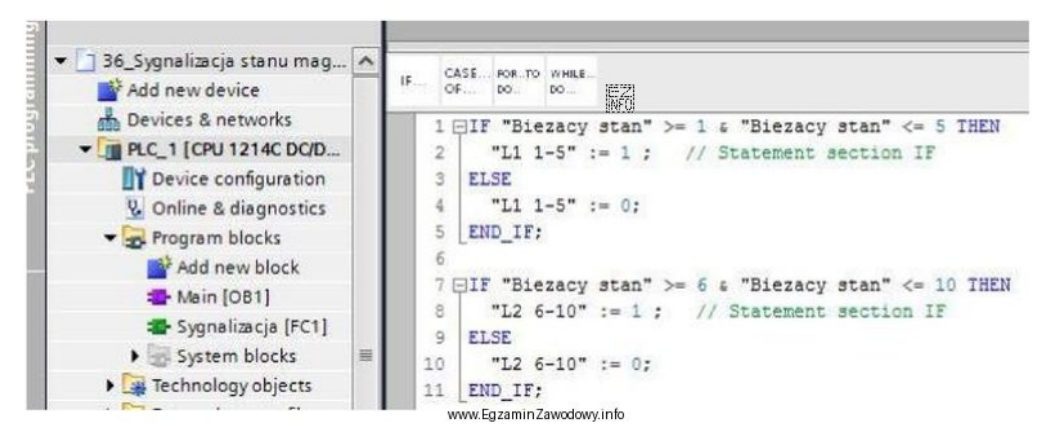 PLC programming
36_Sygnalizacja stanu mag...
Add new device
Devices & networks
PLC_1 [CPU 1214C DC/D...
Device configuration
Online & diagnostics
Program blocks
Add new block
Main [OB1]
Sygnalizacja [FC1]
System blocks
Technology objects
IF... CASE... OF... FOR..TO DO... WHILE... DO...
EZ
INFO
1 IF "Biezacy stan" >= 1 & "Biezacy stan" <= 5 THEN
2 "L1 1-5" := 1 ; // Statement section IF
3 ELSE
4 "L1 1-5" := 0;
5 END_IF;
6
7 IF "Biezacy stan" >= 6 & "Biezacy stan" <= 10 THEN
8 "L2 6-10" := 1 ; // Statement section IF
9 ELSE
10 "L2 6-10" := 0;
11 END_IF;
www.EgzaminZawodowy.info